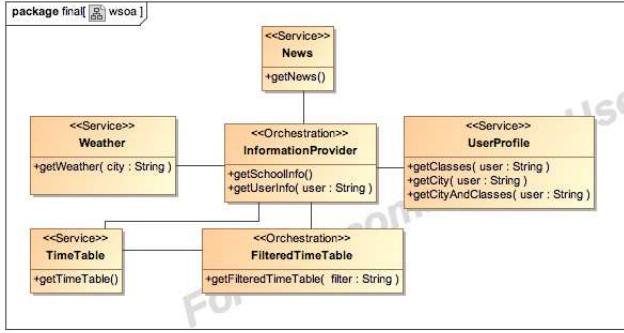 package final[ wsoa ]
<<Service>>
News
+getNews()
<<Service>>
Weather
+getWeather( city : String )
<<Orchestration>>
InformationProvider
+getSchoolInfo()
+getUserInfo( user : String )
<<Service>>
UserProfile
+getClasses( user : String )
+getCity( user : String )
+getCityAndClasses( user : String )
<<Service>>
TimeTable
+getTimeTable()
<<Orchestration>>
FilteredTimeTable
+getFilteredTimeTable( filter : String )